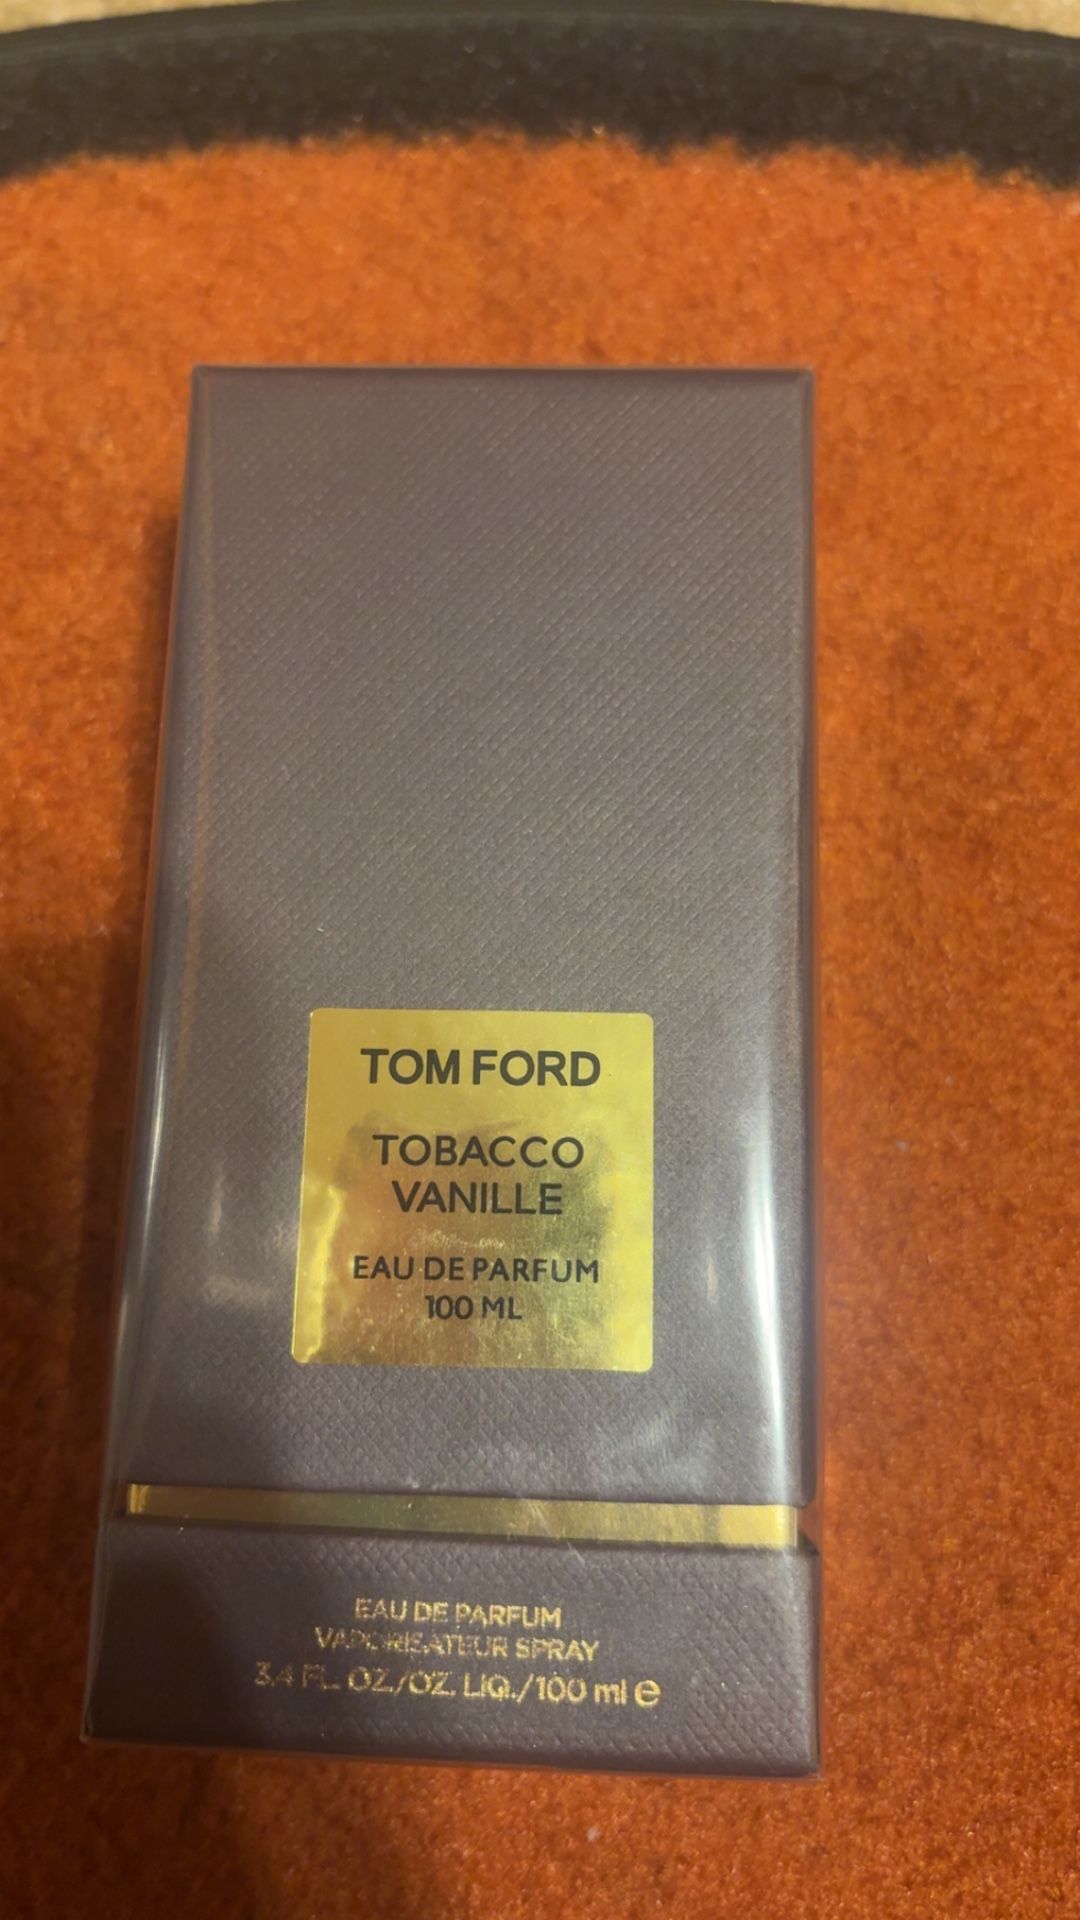 TOM FORD
TOBACCO
VANILLE
EAU DE PARFUM
100 ML
EAU DE PARFUM
VAPORISATEUR SPRAY
3.4 FL. OZ./OZ. LIQ./100 ml e